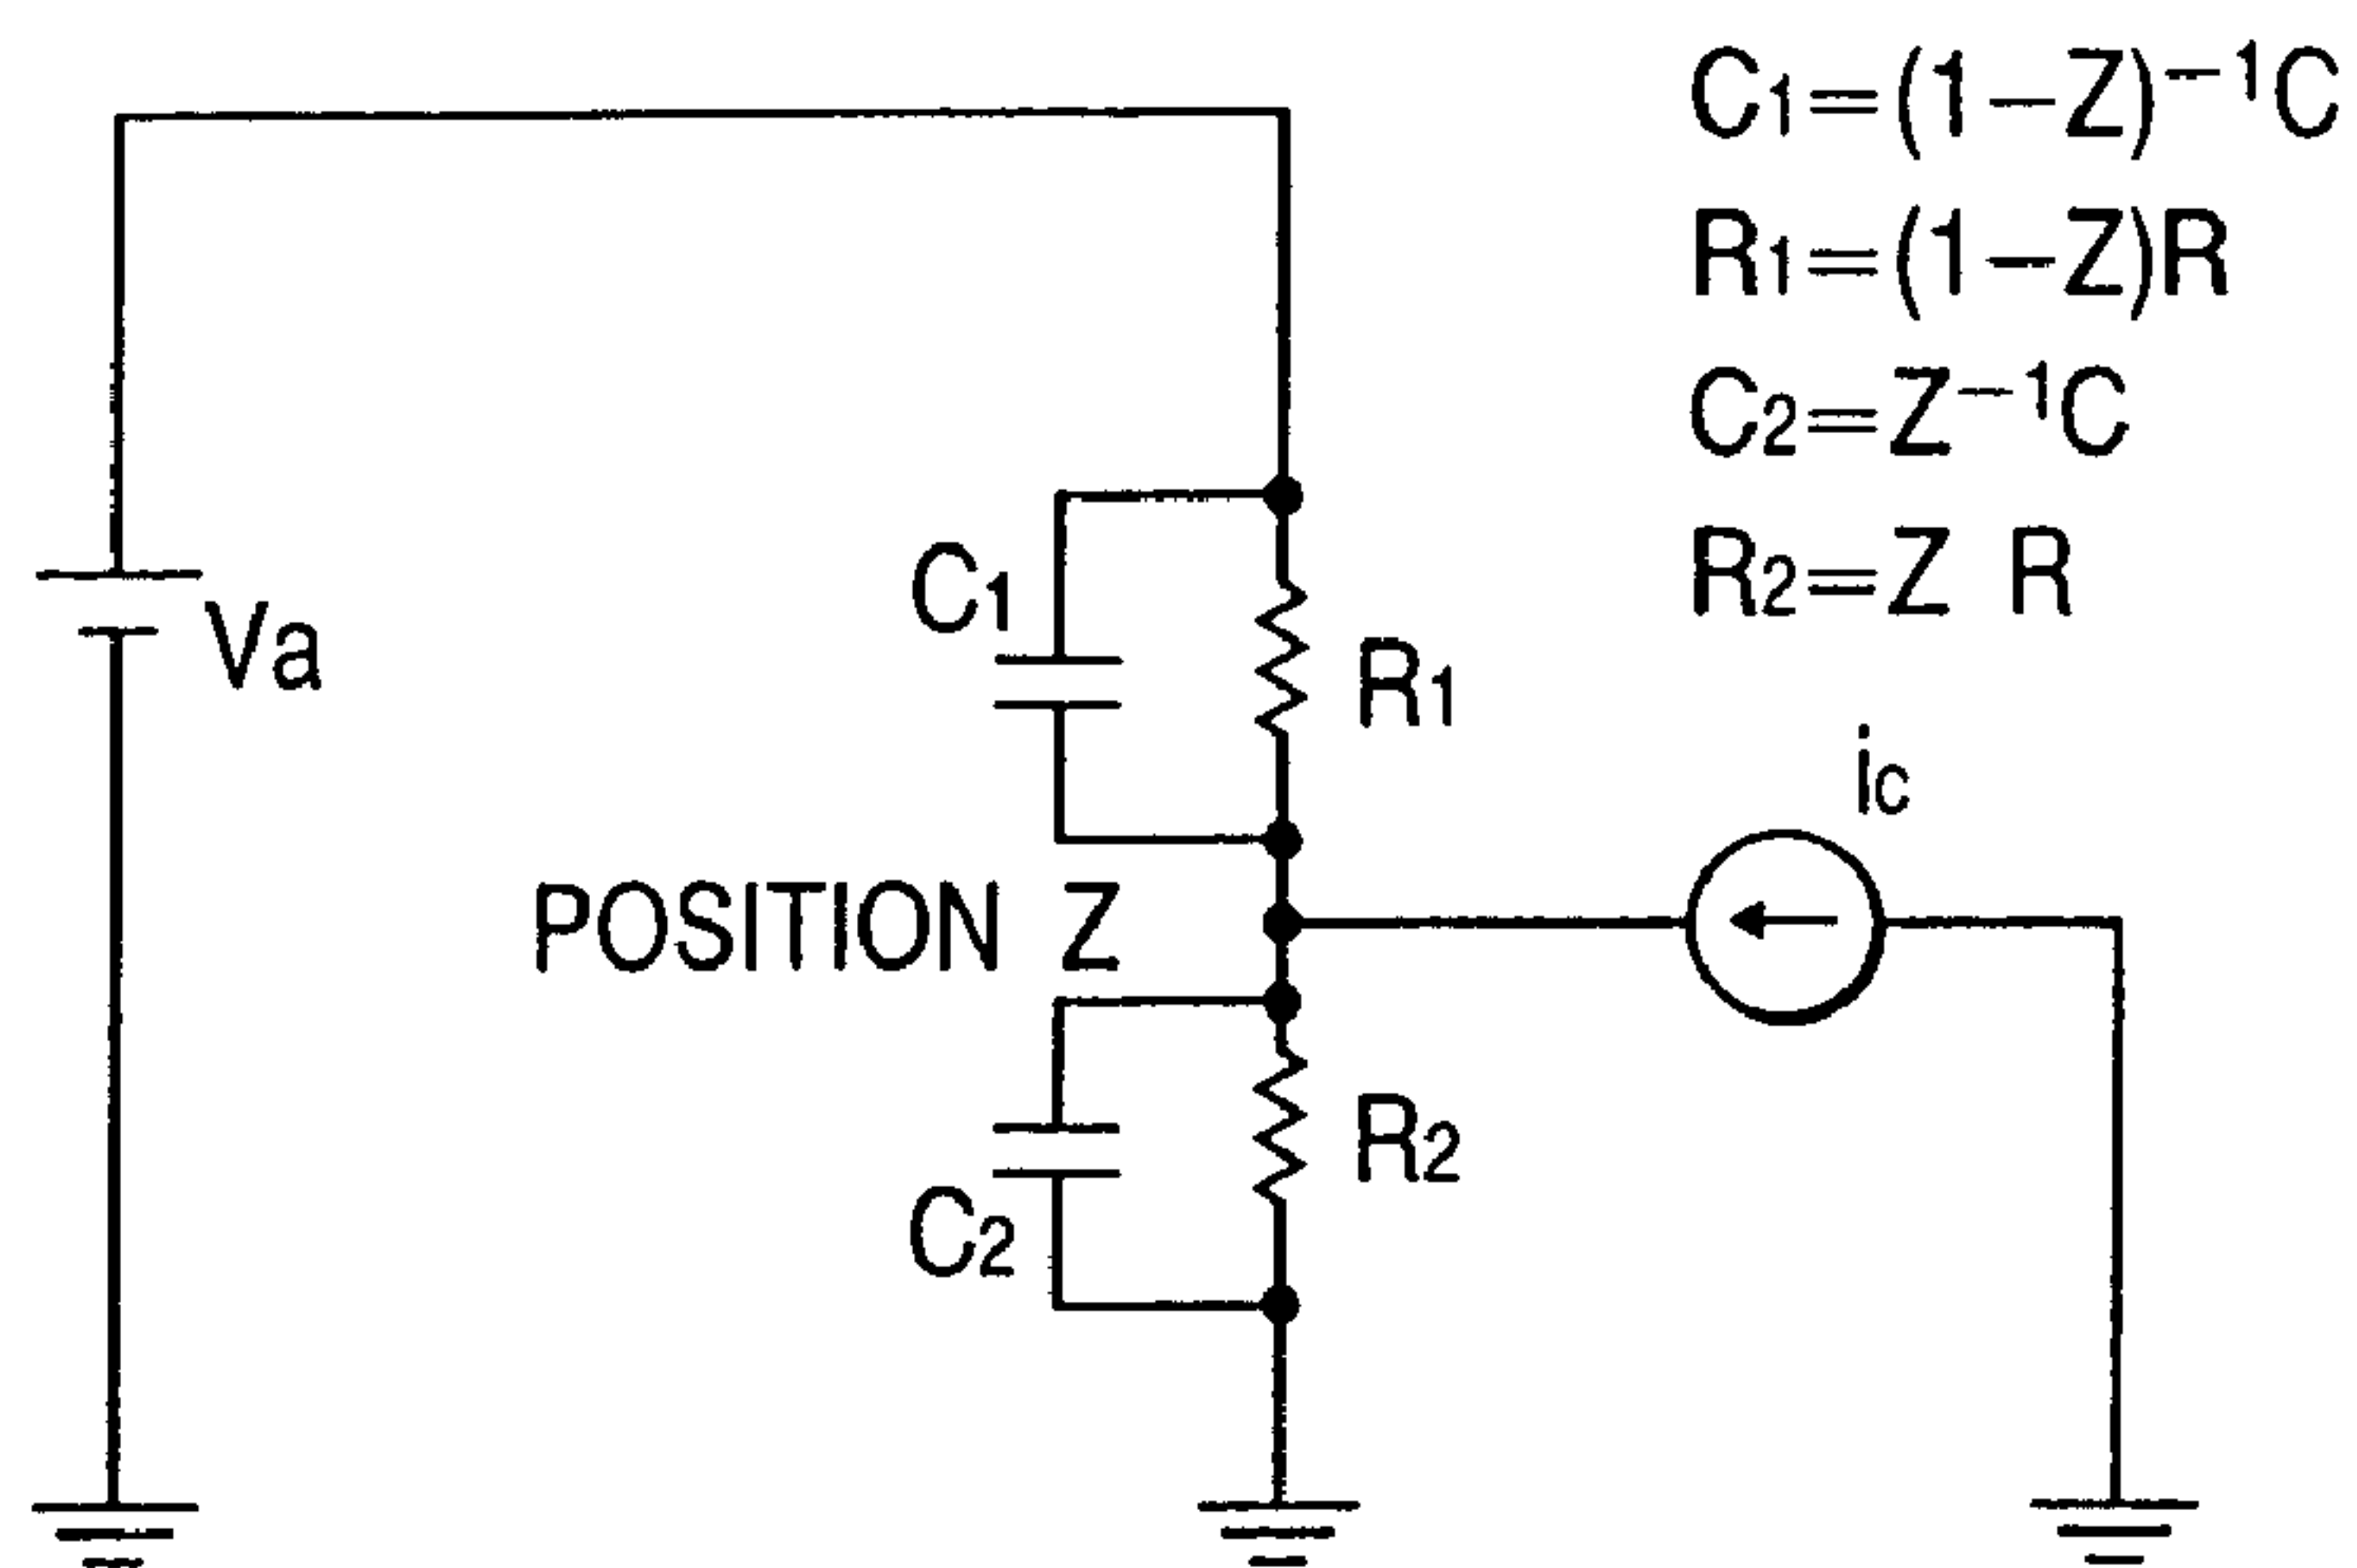 C₁=(1−Z)⁻¹C
R₁=(1−Z)R
C₂=Z⁻¹C
R₂=Z R
C₁
Va
R₁
ic
POSITION Z
R₂
C₂